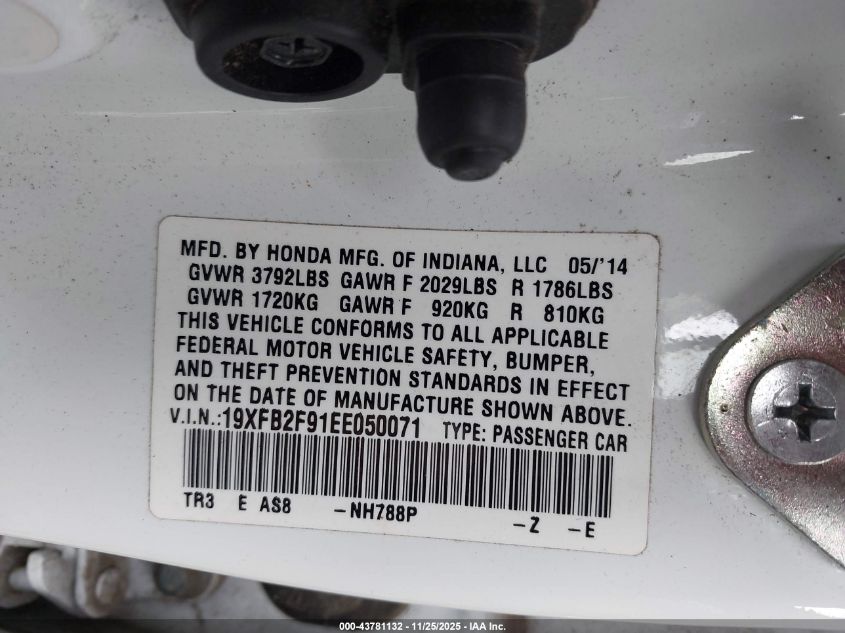 MFD. BY HONDA MFG. OF INDIANA, LLC 05/'14
GVWR 3792LBS GAWR F 2029LBS R 1786LBS
GVWR 1720KG GAWR F 920KG R 810KG
THIS VEHICLE CONFORMS TO ALL APPLICABLE
FEDERAL MOTOR VEHICLE SAFETY, BUMPER,
AND THEFT PREVENTION STANDARDS IN EFFECT
ON THE DATE OF MANUFACTURE SHOWN ABOVE.
V.I.N.:19XFB2F91EE050071 TYPE: PASSENGER CAR
TR3 E AS8 -NH788P -Z -E
000-43781132 - 11/25/2025 - IAA Inc.